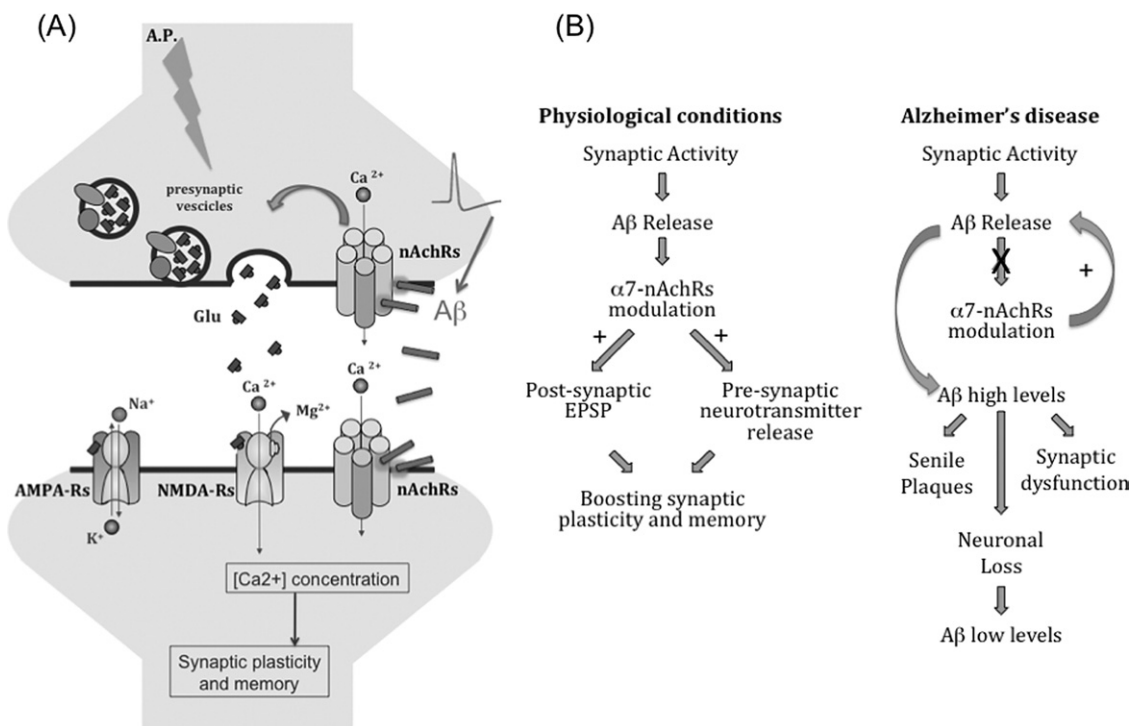 (A)
A.P.
presynaptic
vesicles
Ca 2+
nAchRs
Aβ
Glu
Ca 2+
Ca 2+
Na+
Mg2+
AMPA-Rs
NMDA-Rs
nAchRs
K+
[Ca2+] concentration
Synaptic plasticity
and memory
(B)
Physiological conditions
Synaptic Activity
Aβ Release
α7-nAchRs
modulation
+
+
Post-synaptic
EPSP
Pre-synaptic
neurotransmitter
release
Boosting synaptic
plasticity and memory
Alzheimer's disease
Synaptic Activity
Aβ Release
X
+
α7-nAchRs
modulation
Aβ high levels
Senile
Plaques
Synaptic
dysfunction
Neuronal
Loss
Aβ low levels